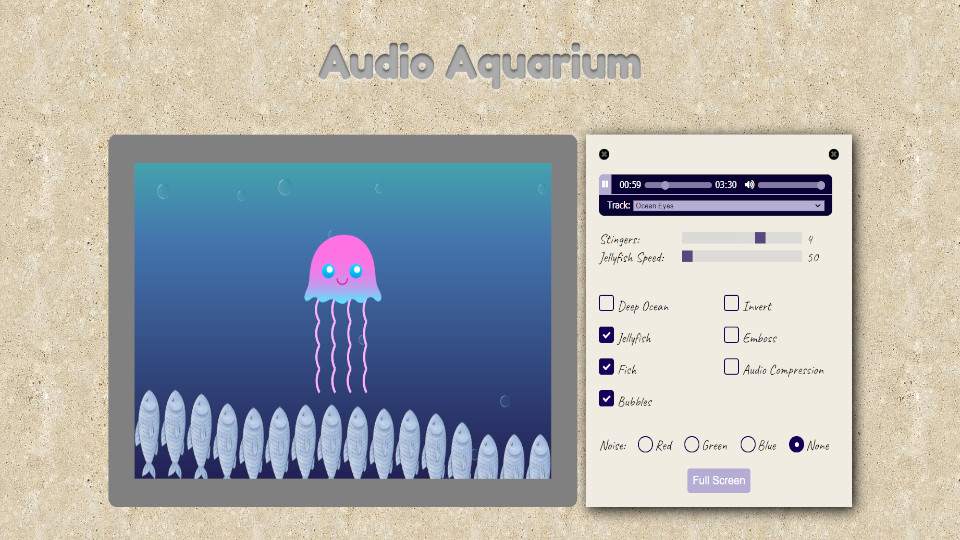 Audio Aquarium
00:59 03:30
Track: Ocean Eyes
Stingers: 4
Jellyfish Speed: 50
Deep Ocean Invert
Jellyfish Emboss
Fish Audio Compression
Bubbles
Noise: Red Green Blue None
Full Screen